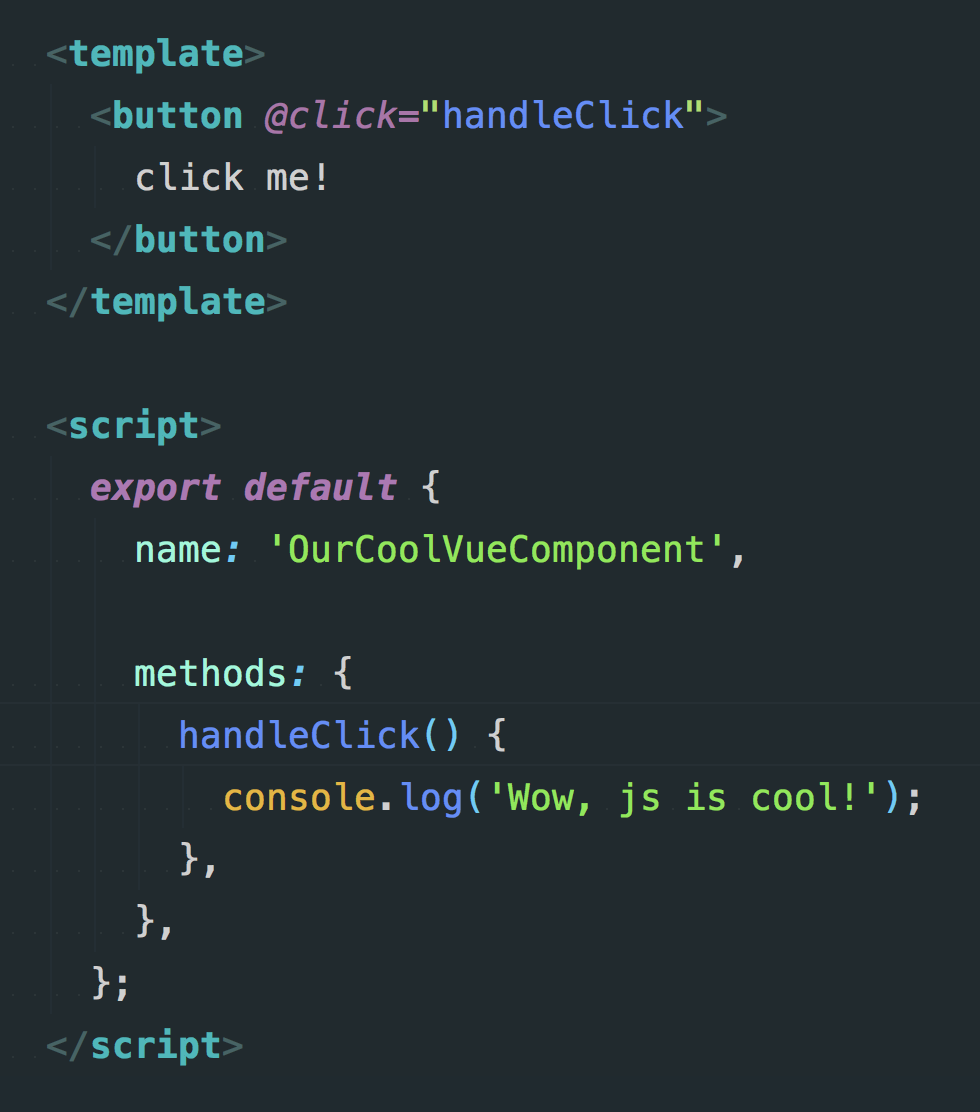 <template>
<button @click="handleClick">
click me!
</button>
</template>
<script>
export default {
name: 'OurCoolVueComponent',
methods: {
handleClick() {
console.log('Wow, js is cool!');
},
},
};
</script>